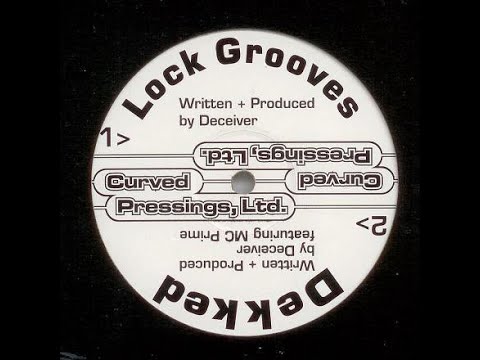 Lock Grooves
Written + Produced
by Deceiver
1>
Curved
Pressings, Ltd.
2>
Dekked
Written + Produced
by Deceiver
featuring MC Prime
Curved
Pressings, Ltd.